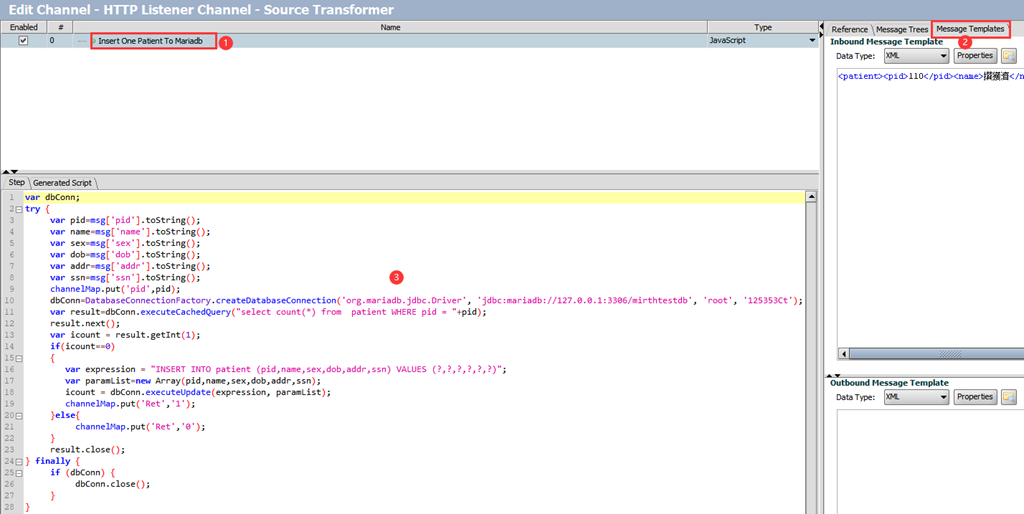 Edit Channel - HTTP Listener Channel - Source Transformer
Enabled # Name Type
0 Insert One Patient To Mariadb JavaScript
1
Reference Message Trees Message Templates
2
Inbound Message Template
Data Type: XML Properties
<patient><pid>110</pid><name>
Step Generated Script
1 var dbConn;
2 try {
3 var pid=msg['pid'].toString();
4 var name=msg['name'].toString();
5 var sex=msg['sex'].toString();
6 var dob=msg['dob'].toString();
7 var addr=msg['addr'].toString();
8 var ssn=msg['ssn'].toString();
9 channelMap.put('pid',pid);
10 dbConn=DatabaseConnectionFactory.createDatabaseConnection('org.mariadb.jdbc.Driver', 'jdbc:mariadb://127.0.0.1:3306/mirthtestdb', 'root', '125353Ct');
11 var result=dbConn.executeCachedQuery("select count(*) from  patient WHERE pid = "+pid);
12 result.next();
13 var icount = result.getInt(1);
14 if(icount==0)
15 {
16 var expression = "INSERT INTO patient (pid,name,sex,dob,addr,ssn) VALUES (?,?,?,?,?,?)";
17 var paramList=new Array(pid,name,sex,dob,addr,ssn);
18 icount = dbConn.executeUpdate(expression, paramList);
19 channelMap.put('Ret','1');
20 }else{
21 channelMap.put('Ret','0');
22 }
23 result.close();
24 } finally {
25 if (dbConn) {
26 dbConn.close();
27 }
28 }
3
Outbound Message Template
Data Type: XML Properties